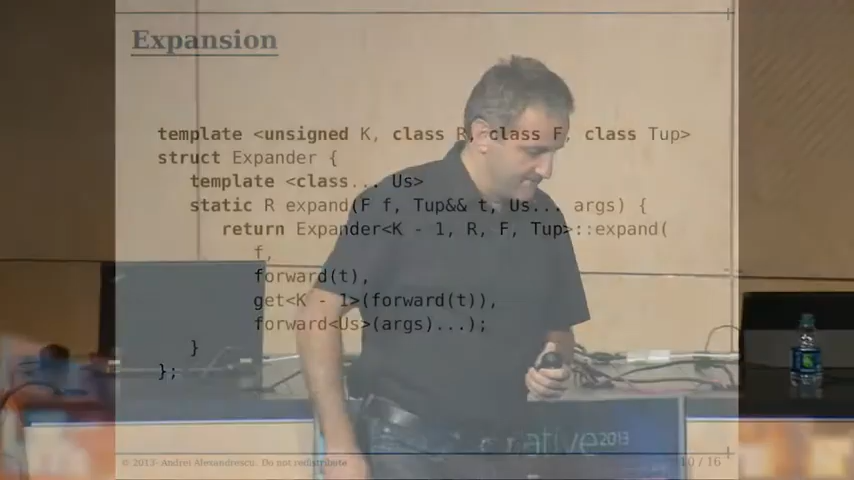 Expansion
template <unsigned K, class R, class F, class Tup>
struct Expander {
template <class... Us>
static R expand(F f, Tup&& t, Us... args) {
return Expander<K - 1, R, F, Tup>::expand(
f,
forward(t),
get<K - 1>(forward(t)),
forward<Us>(args)...);
}
};
ative2013
© 2013- Andrei Alexandrescu. Do not redistribute
10 / 16